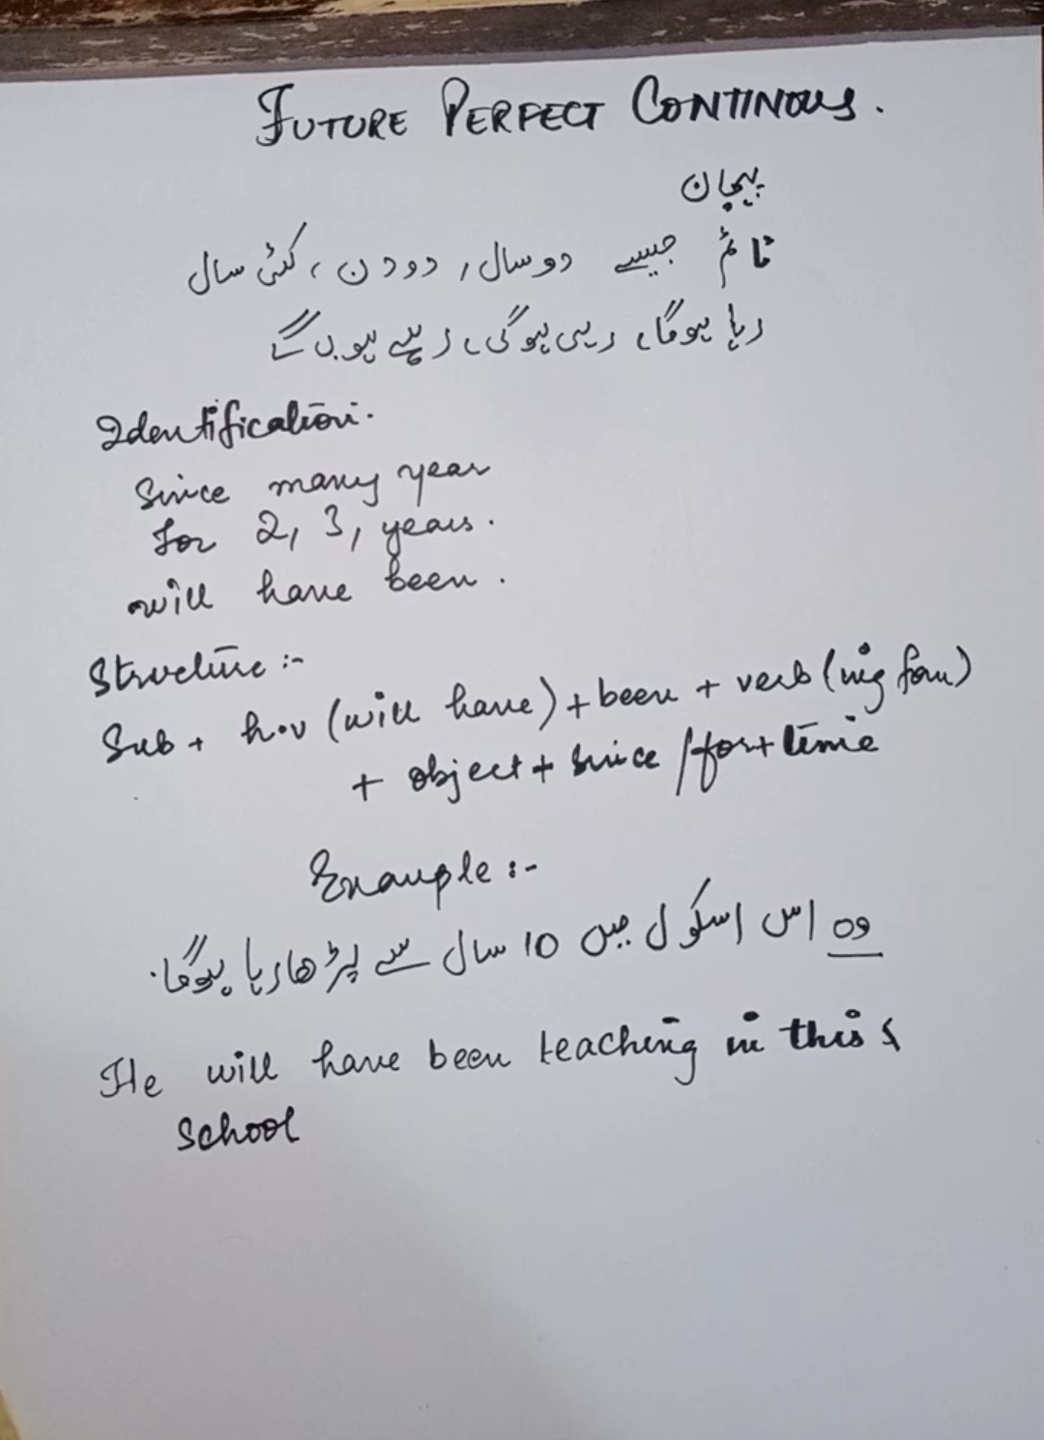 FUTURE PERFECT CONTINOUS.
پہچان
ٹائم جیسے دو سال، دو دن، کئی سال
رہا ہوگا، رہی ہوگی، رہے ہوں گے
Identification.
Since many year
for 2, 3, years.
will have been.
Structure :-
Sub + h.v (will have) + been + verb (ing form)
+ object + since /for + time
Example :-
وہ اس اسکول میں 10 سال سے پڑھا رہا ہوگا.
He will have been teaching in this s
school